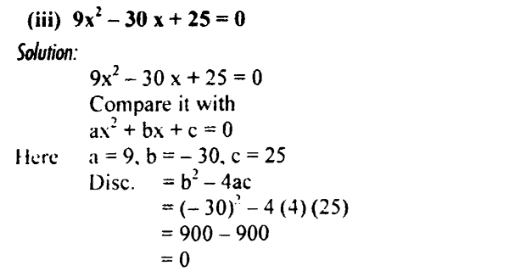 (iii) 9x² – 30 x + 25 = 0
Solution:
9x² – 30 x + 25 = 0
Compare it with
ax² + bx + c = 0
Here a = 9, b = – 30, c = 25
Disc. = b² – 4ac
= (– 30)² – 4 (4) (25)
= 900 – 900
= 0